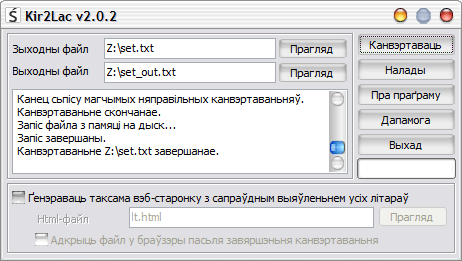 Ś Kir2Lac v2.0.2
Зыходны файл Z:\set.txt Прагляд
Выходны файл Z:\set_out.txt Прагляд
Канец сьпісу магчымых няправільных канвэртаваньняў.
Канвэртаваньне скончанае.
Запіс файла з памяці на дыск...
Запіс завершаны.
Канвэртаваньне Z:\set.txt завершанае.
Канвэртаваць
Налады
Пра праґраму
Дапамога
Выхад
Ґенэраваць таксама вэб-старонку з сапраўдным выяўленьнем усіх літараў
Html-файл lt.html Прагляд
Адкрыць файл у браўзэры пасьля завяршэньня канвэртаваньня